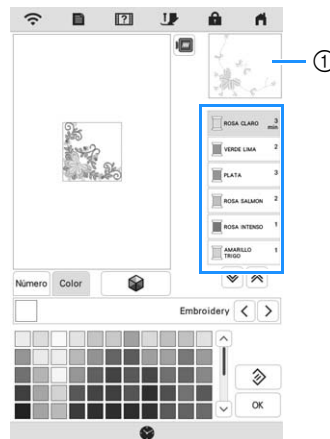 ①
ROSA CLARO 3 min
VERDE LIMA 2
PLATA 3
ROSA SALMON 2
ROSA INTENSO 1
AMARILLO TRIGO 1
Número Color
Embroidery
OK